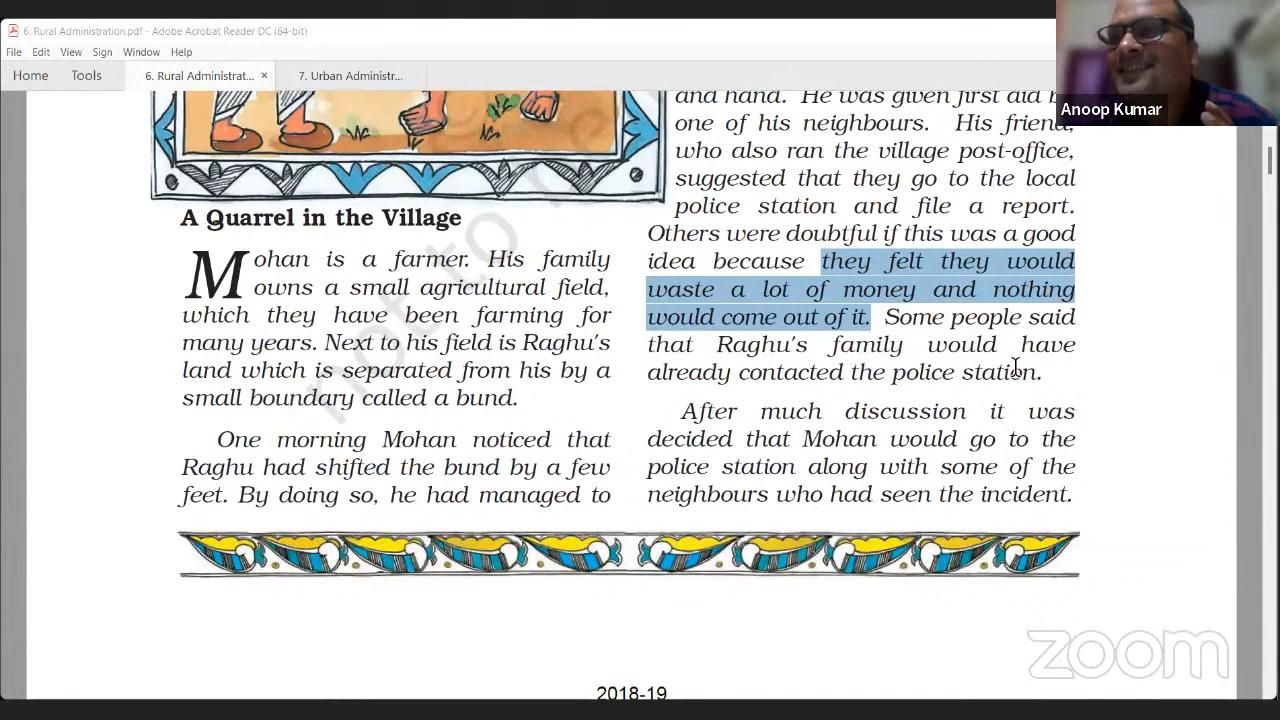 6. Rural Administration.pdf - Adobe Acrobat Reader DC (64-bit)
File Edit View Sign Window Help
Home Tools 6. Rural Administrat... × 7. Urban Administr...
Anoop Kumar
A Quarrel in the Village
Mohan is a farmer. His family
owns a small agricultural field,
which they have been farming for
many years. Next to his field is Raghu's
land which is separated from his by a
small boundary called a bund.
One morning Mohan noticed that
Raghu had shifted the bund by a few
feet. By doing so, he had managed to
and hand. He was given first aid
one of his neighbours. His friend,
who also ran the village post-office,
suggested that they go to the local
police station and file a report.
Others were doubtful if this was a good
idea because they felt they would
waste a lot of money and nothing
would come out of it. Some people said
that Raghu's family would have
already contacted the police station.
After much discussion it was
decided that Mohan would go to the
police station along with some of the
neighbours who had seen the incident.
not to
zoom
2018-19